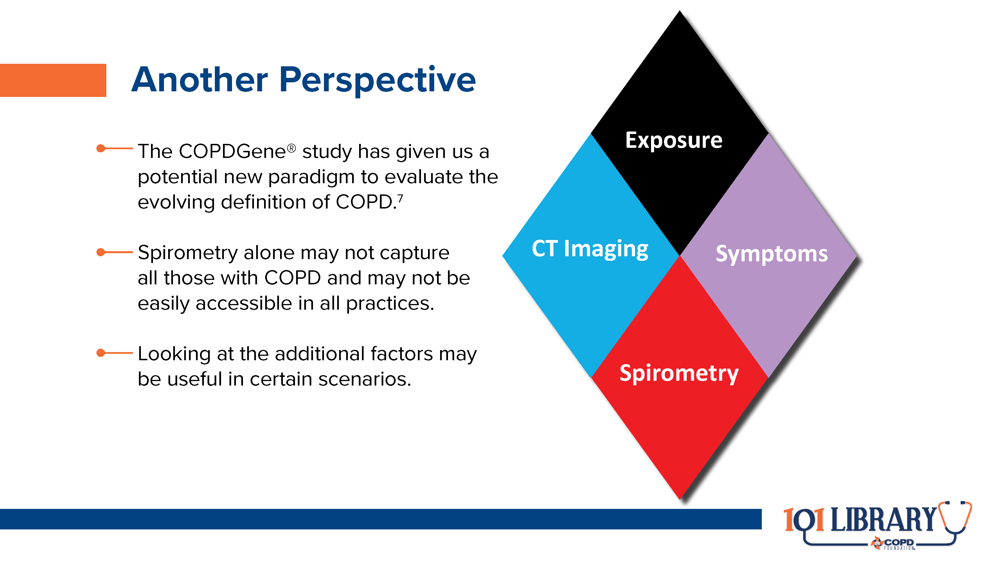 Another Perspective
The COPDGene® study has given us a
potential new paradigm to evaluate the
evolving definition of COPD.⁷
Spirometry alone may not capture
all those with COPD and may not be
easily accessible in all practices.
Looking at the additional factors may
be useful in certain scenarios.
Exposure
CT Imaging
Symptoms
Spirometry
101 LIBRARY
COPD
FOUNDATION®